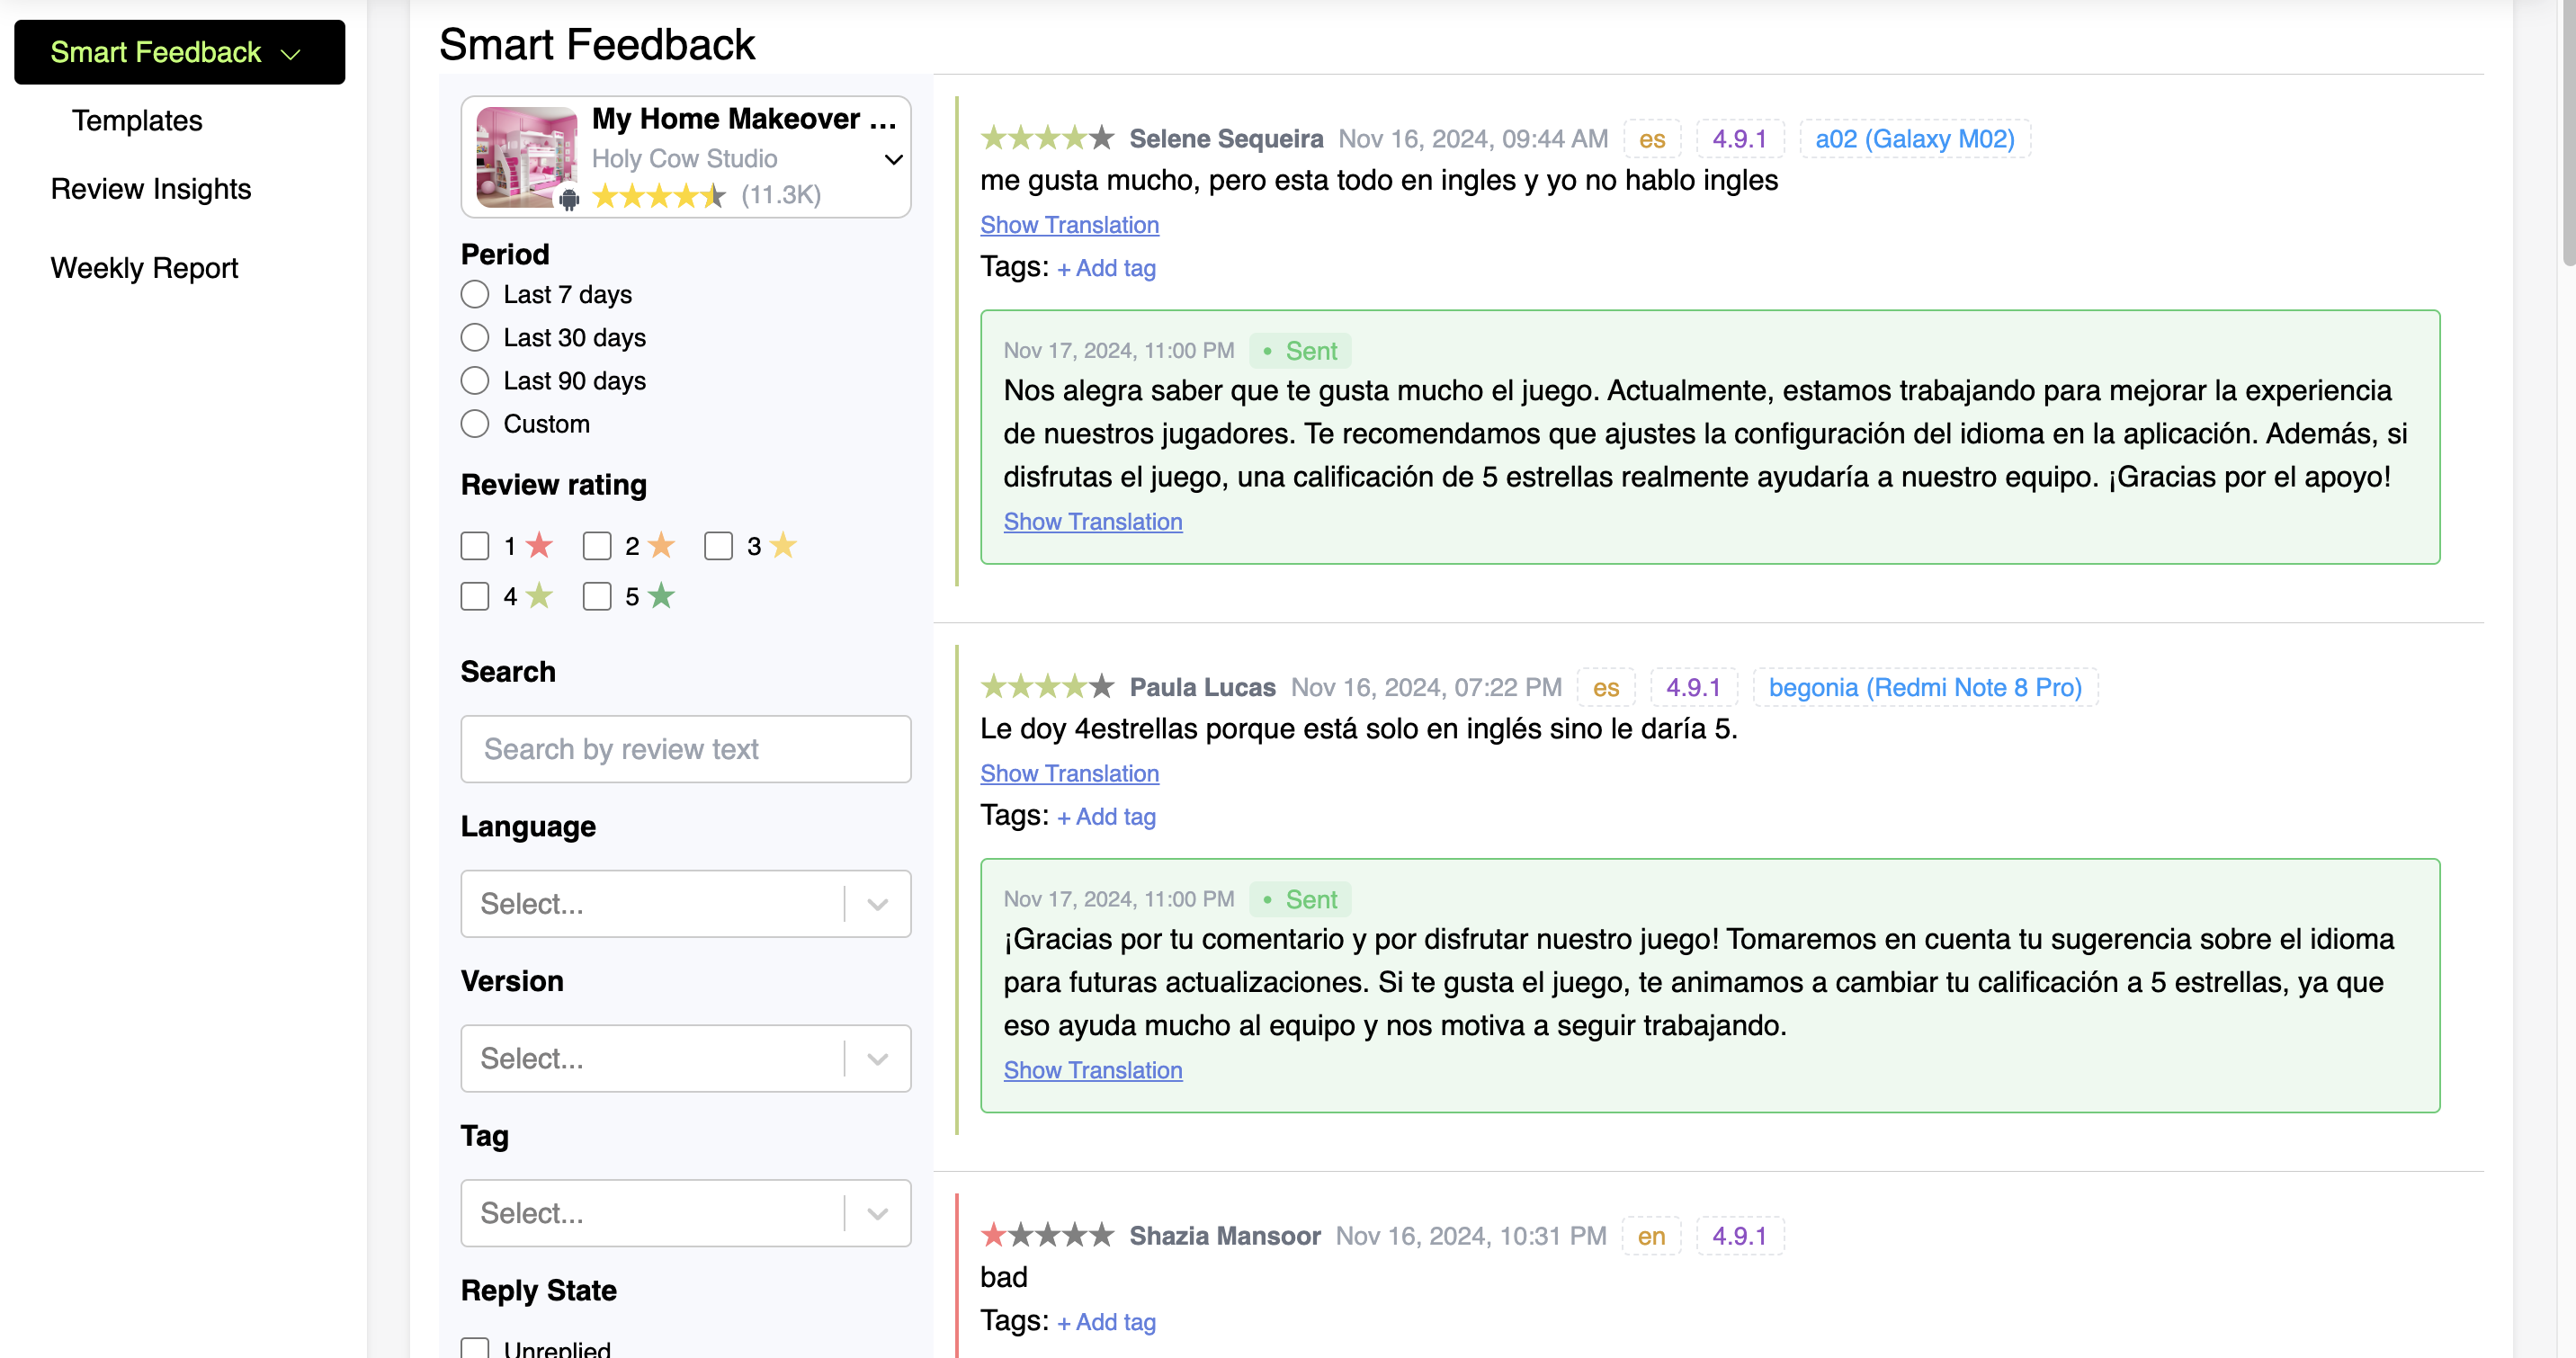 Smart Feedback
Templates
Review Insights
Weekly Report
Smart Feedback
My Home Makeover ...
Holy Cow Studio
(11.3K)
Period
Last 7 days
Last 30 days
Last 90 days
Custom
Review rating
1
2
3
4
5
Search
Search by review text
Language
Select...
Version
Select...
Tag
Select...
Reply State
Unreplied
Selene Sequeira Nov 16, 2024, 09:44 AM es 4.9.1 a02 (Galaxy M02)
me gusta mucho, pero esta todo en ingles y yo no hablo ingles
Show Translation
Tags: + Add tag
Nov 17, 2024, 11:00 PM • Sent
Nos alegra saber que te gusta mucho el juego. Actualmente, estamos trabajando para mejorar la experiencia
de nuestros jugadores. Te recomendamos que ajustes la configuración del idioma en la aplicación. Además, si
disfrutas el juego, una calificación de 5 estrellas realmente ayudaría a nuestro equipo. ¡Gracias por el apoyo!
Show Translation
Paula Lucas Nov 16, 2024, 07:22 PM es 4.9.1 begonia (Redmi Note 8 Pro)
Le doy 4estrellas porque está solo en inglés sino le daría 5.
Show Translation
Tags: + Add tag
Nov 17, 2024, 11:00 PM • Sent
¡Gracias por tu comentario y por disfrutar nuestro juego! Tomaremos en cuenta tu sugerencia sobre el idioma
para futuras actualizaciones. Si te gusta el juego, te animamos a cambiar tu calificación a 5 estrellas, ya que
eso ayuda mucho al equipo y nos motiva a seguir trabajando.
Show Translation
Shazia Mansoor Nov 16, 2024, 10:31 PM en 4.9.1
bad
Tags: + Add tag